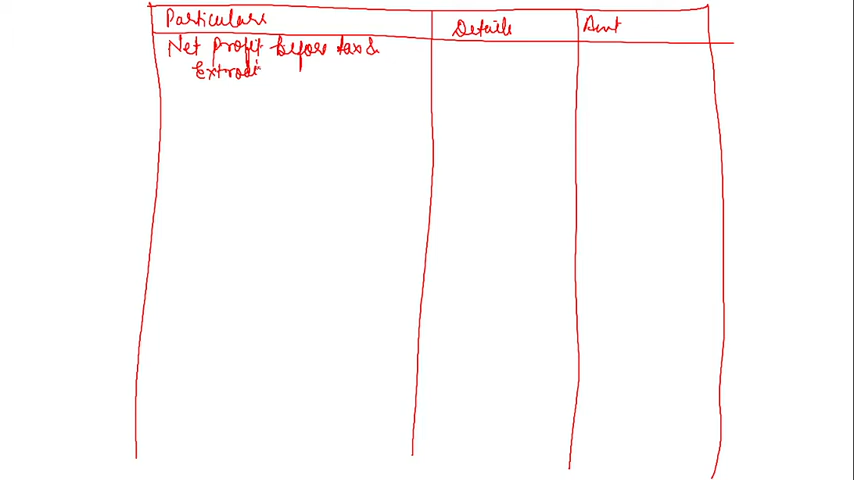 Particulars Details Amt
Net Profit before tax &
Extraodi